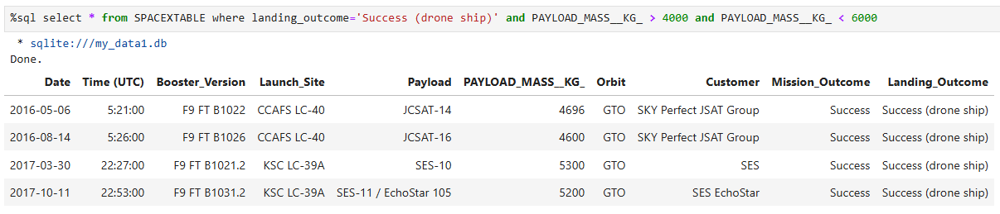 %sql select * from SPACEXTABLE where landing_outcome='Success (drone ship)' and PAYLOAD_MASS__KG_ > 4000 and PAYLOAD_MASS__KG_ < 6000
* sqlite:///my_data1.db
Done.
Date Time (UTC) Booster_Version Launch_Site Payload PAYLOAD_MASS__KG_ Orbit Customer Mission_Outcome Landing_Outcome
2016-05-06 5:21:00 F9 FT B1022 CCAFS LC-40 JCSAT-14 4696 GTO SKY Perfect JSAT Group Success Success (drone ship)
2016-08-14 5:26:00 F9 FT B1026 CCAFS LC-40 JCSAT-16 4600 GTO SKY Perfect JSAT Group Success Success (drone ship)
2017-03-30 22:27:00 F9 FT B1021.2 KSC LC-39A SES-10 5300 GTO SES Success Success (drone ship)
2017-10-11 22:53:00 F9 FT B1031.2 KSC LC-39A SES-11 / EchoStar 105 5200 GTO SES EchoStar Success Success (drone ship)